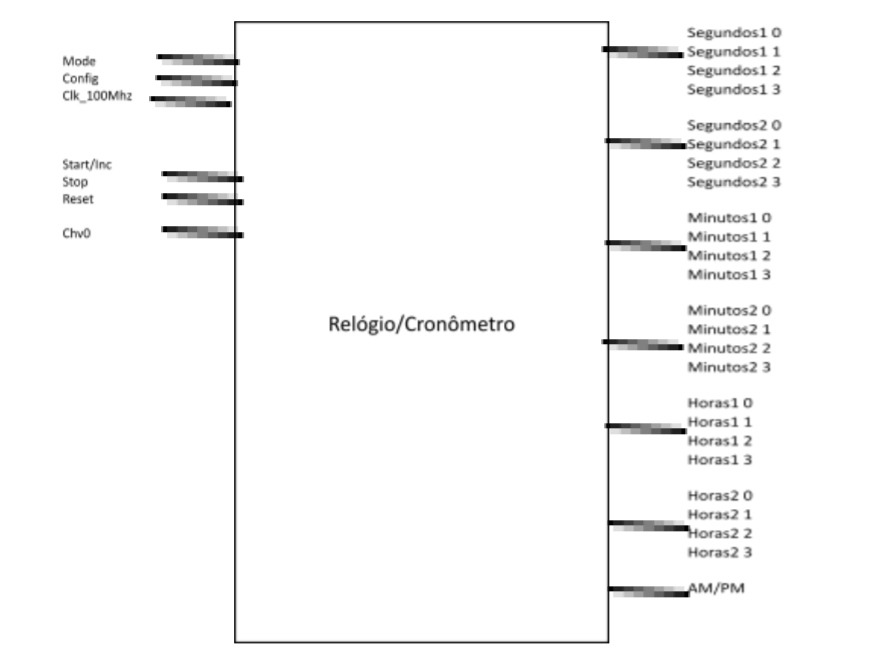 Mode
Config
Clk_100Mhz
Start/Inc
Stop
Reset
Chv0
Relógio/Cronômetro
Segundos1 0
Segundos1 1
Segundos1 2
Segundos1 3
Segundos2 0
Segundos2 1
Segundos2 2
Segundos2 3
Minutos1 0
Minutos1 1
Minutos1 2
Minutos1 3
Minutos2 0
Minutos2 1
Minutos2 2
Minutos2 3
Horas1 0
Horas1 1
Horas1 2
Horas1 3
Horas2 0
Horas2 1
Horas2 2
Horas2 3
AM/PM